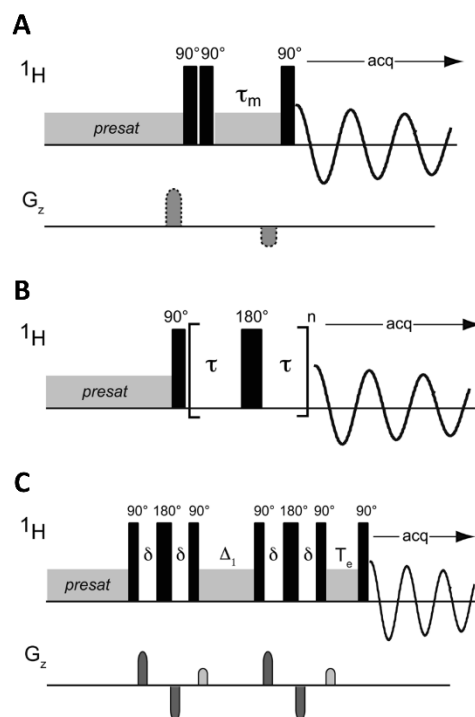 A
90° 90° 90°
¹H acq
τm
presat
Gz
B
90° 180° n
¹H acq
τ τ
presat
C
90° 180° 90° 90° 180° 90° 90°
¹H acq
δ δ Δ₁ δ δ Te
presat
Gz